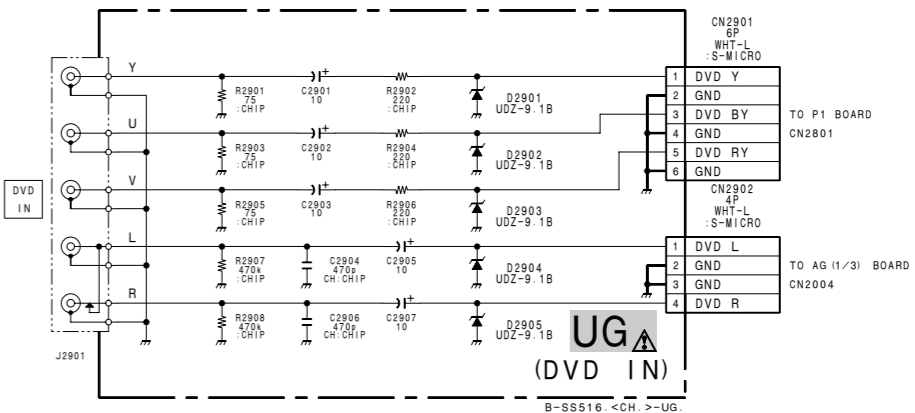 CN2901
6P
WHT-L
:S-MICRO
Y
R2901
75
:CHIP
C2901
10
R2902
220
:CHIP
D2901
UDZ-9.1B
1 DVD Y
2 GND
3 DVD BY
4 GND
5 DVD RY
6 GND
TO P1 BOARD
CN2801
U
R2903
75
:CHIP
C2902
10
R2904
220
:CHIP
D2902
UDZ-9.1B
DVD
IN
V
R2905
75
:CHIP
C2903
10
R2906
220
:CHIP
D2903
UDZ-9.1B
CN2902
4P
WHT-L
:S-MICRO
L
R2907
470k
:CHIP
C2904
470p
CH:CHIP
C2905
10
D2904
UDZ-9.1B
1 DVD L
2 GND
3 GND
4 DVD R
TO AG (1/3) BOARD
CN2004
R
R2908
470k
:CHIP
C2906
470p
CH:CHIP
C2907
10
D2905
UDZ-9.1B
J2901
UG
(DVD IN)
B-SS516.<CH.>-UG.